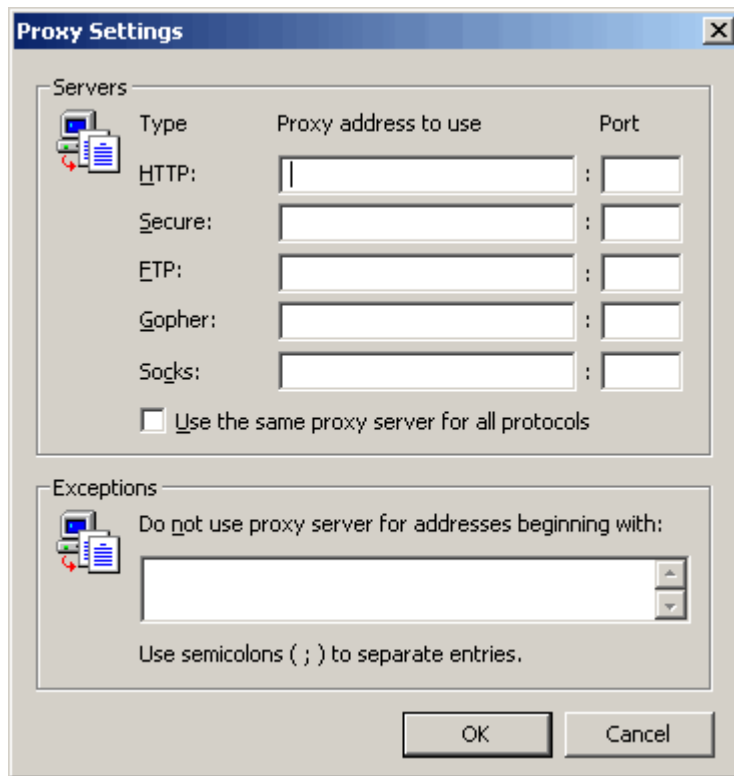 Proxy Settings
Servers
Type Proxy address to use Port
HTTP: :
Secure: :
FTP: :
Gopher: :
Socks: :
Use the same proxy server for all protocols
Exceptions
Do not use proxy server for addresses beginning with:
Use semicolons ( ; ) to separate entries.
OK Cancel